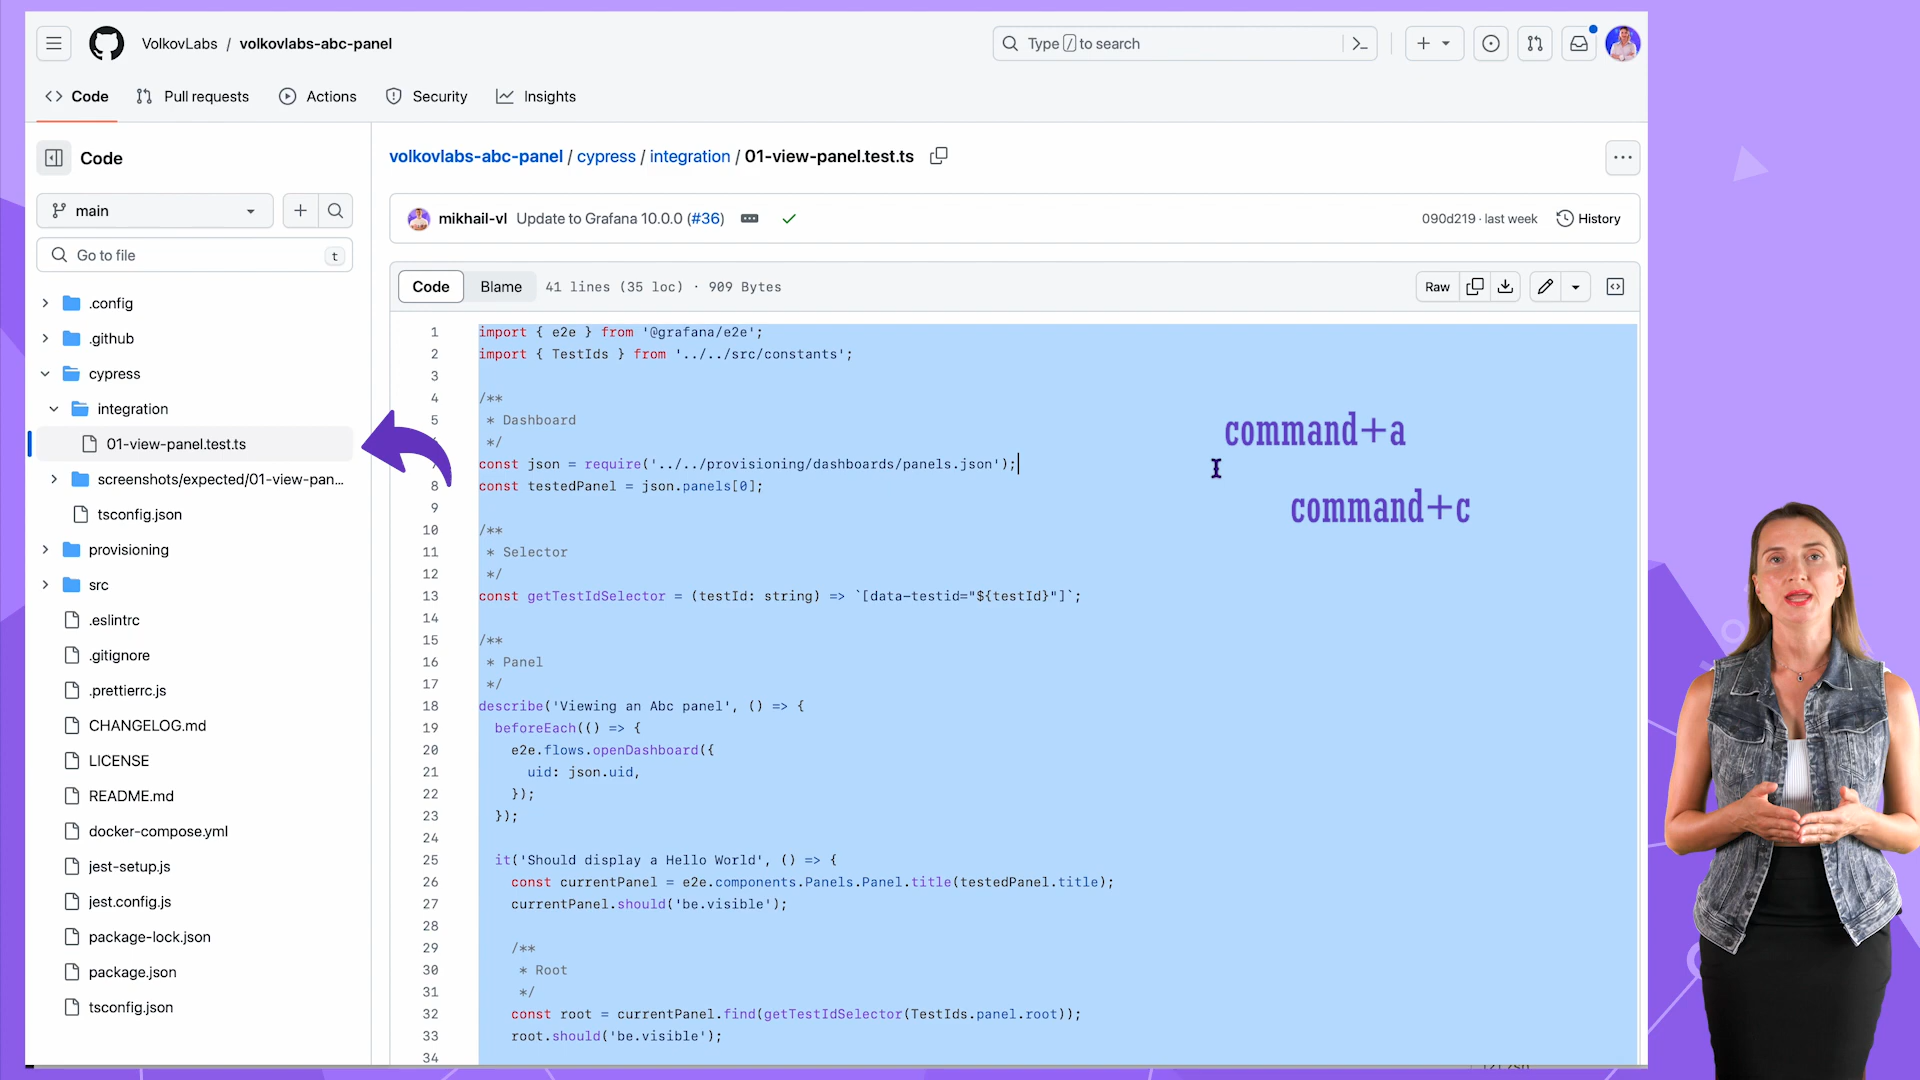 VolkovLabs / volkovlabs-abc-panel
Type / to search
Code
Pull requests
Actions
Security
Insights
Code
main
Go to file
t
.config
.github
cypress
integration
01-view-panel.test.ts
screenshots/expected/01-view-pan...
tsconfig.json
provisioning
src
.eslintrc
.gitignore
.prettierrc.js
CHANGELOG.md
LICENSE
README.md
docker-compose.yml
jest-setup.js
jest.config.js
package-lock.json
package.json
tsconfig.json
volkovlabs-abc-panel / cypress / integration / 01-view-panel.test.ts
mikhail-vl Update to Grafana 10.0.0 (#36)
090d219 · last week
History
Code
Blame
41 lines (35 loc) · 909 Bytes
Raw
1 import { e2e } from '@grafana/e2e';
2 import { TestIds } from '../../src/constants';
3
4 /**
5 * Dashboard
*/
const json = require('../../provisioning/dashboards/panels.json');
8 const testedPanel = json.panels[0];
9
10 /**
11 * Selector
12 */
13 const getTestIdSelector = (testId: string) => `[data-testid="${testId}"]`;
14
15 /**
16 * Panel
17 */
18 describe('Viewing an Abc panel', () => {
19 beforeEach(() => {
20 e2e.flows.openDashboard({
21 uid: json.uid,
22 });
23 });
24
25 it('Should display a Hello World', () => {
26 const currentPanel = e2e.components.Panels.Panel.title(testedPanel.title);
27 currentPanel.should('be.visible');
28
29 /**
30 * Root
31 */
32 const root = currentPanel.find(getTestIdSelector(TestIds.panel.root));
33 root.should('be.visible');
34
command+a
command+c